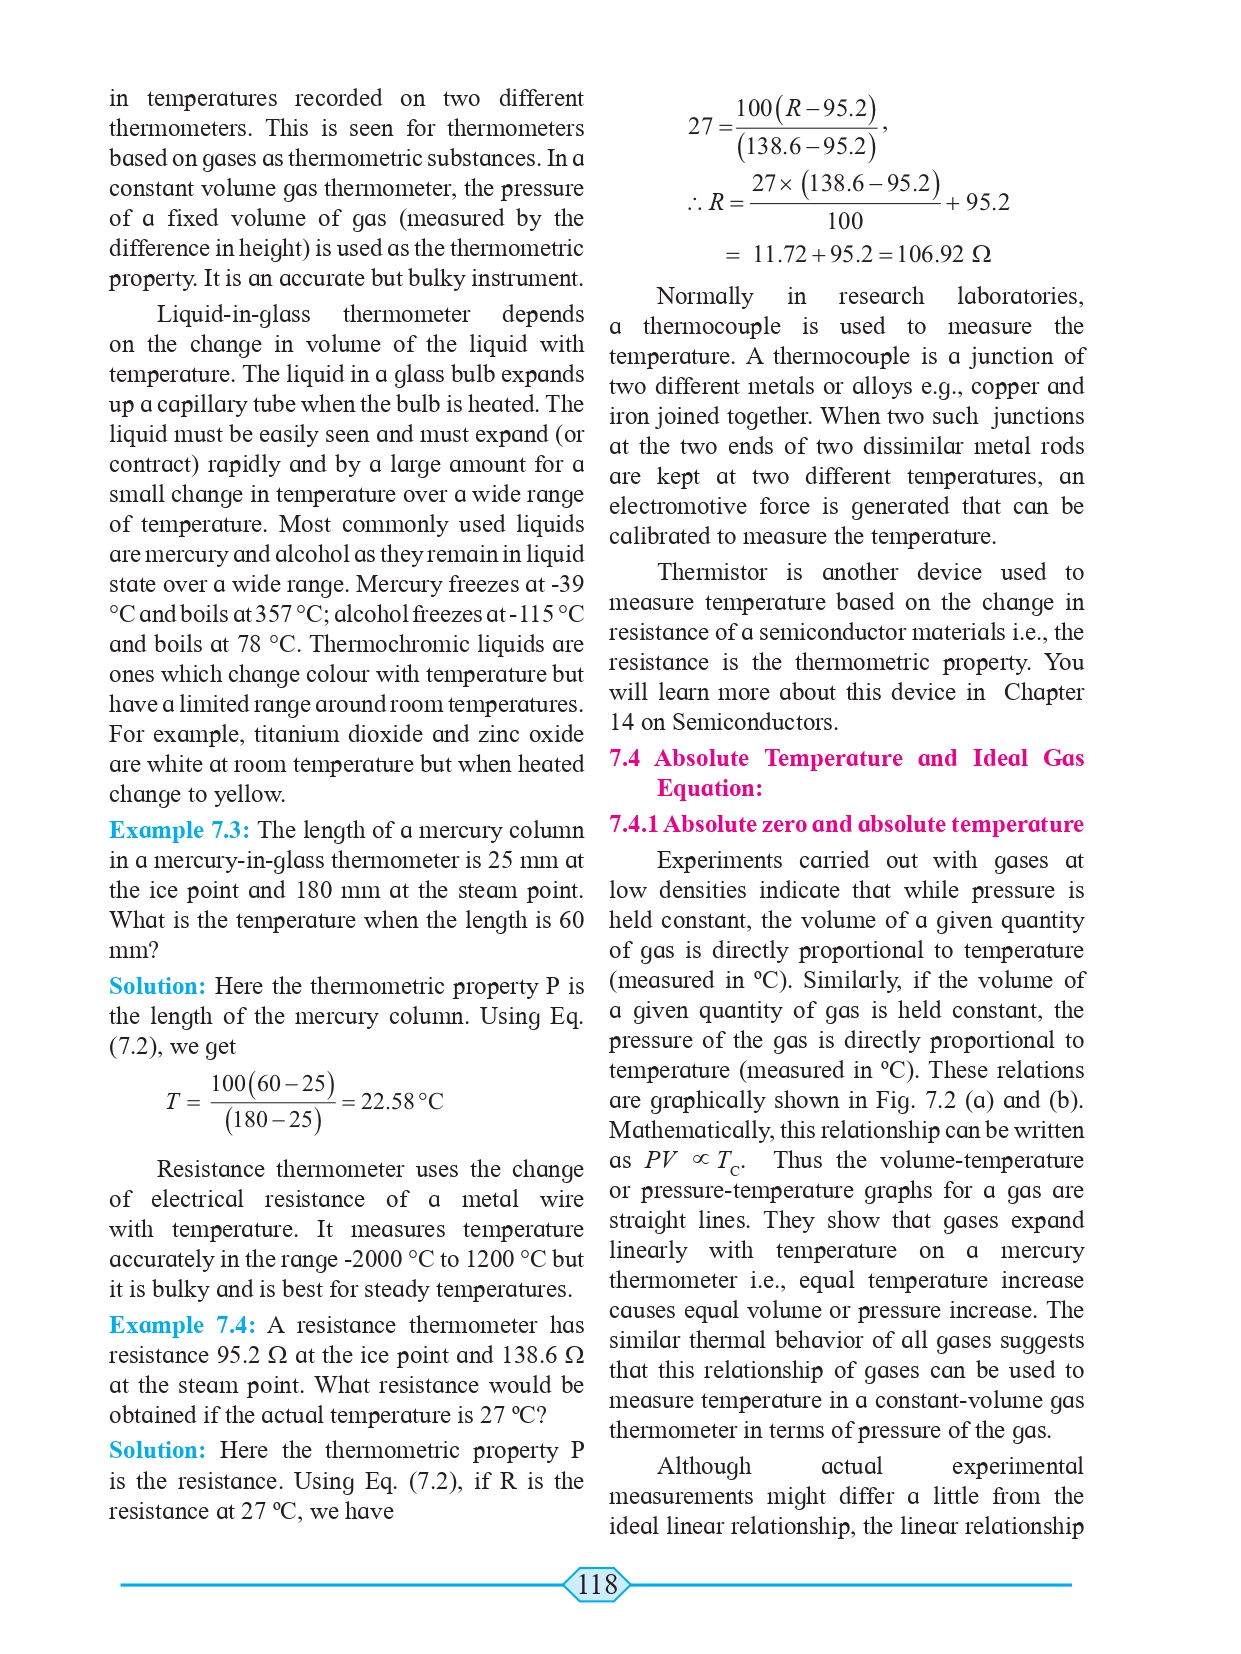 in temperatures recorded on two different
thermometers. This is seen for thermometers
based on gases as thermometric substances. In a
constant volume gas thermometer, the pressure
of a fixed volume of gas (measured by the
difference in height) is used as the thermometric
property. It is an accurate but bulky instrument.
Liquid-in-glass thermometer depends
on the change in volume of the liquid with
temperature. The liquid in a glass bulb expands
up a capillary tube when the bulb is heated. The
liquid must be easily seen and must expand (or
contract) rapidly and by a large amount for a
small change in temperature over a wide range
of temperature. Most commonly used liquids
are mercury and alcohol as they remain in liquid
state over a wide range. Mercury freezes at -39
°C and boils at 357 °C; alcohol freezes at -115 °C
and boils at 78 °C. Thermochromic liquids are
ones which change colour with temperature but
have a limited range around room temperatures.
For example, titanium dioxide and zinc oxide
are white at room temperature but when heated
change to yellow.
Example 7.3: The length of a mercury column
in a mercury-in-glass thermometer is 25 mm at
the ice point and 180 mm at the steam point.
What is the temperature when the length is 60
mm?
Solution: Here the thermometric property P is
the length of the mercury column. Using Eq.
(7.2), we get
T = 100(60 – 25) / (180 – 25) = 22.58 °C
Resistance thermometer uses the change
of electrical resistance of a metal wire
with temperature. It measures temperature
accurately in the range -2000 °C to 1200 °C but
it is bulky and is best for steady temperatures.
Example 7.4: A resistance thermometer has
resistance 95.2 Ω at the ice point and 138.6 Ω
at the steam point. What resistance would be
obtained if the actual temperature is 27 ºC?
Solution: Here the thermometric property P
is the resistance. Using Eq. (7.2), if R is the
resistance at 27 ºC, we have
27 = 100(R – 95.2) / (138.6 – 95.2),
∴ R = 27 × (138.6 – 95.2) / 100 + 95.2
= 11.72 + 95.2 = 106.92 Ω
Normally in research laboratories,
a thermocouple is used to measure the
temperature. A thermocouple is a junction of
two different metals or alloys e.g., copper and
iron joined together. When two such junctions
at the two ends of two dissimilar metal rods
are kept at two different temperatures, an
electromotive force is generated that can be
calibrated to measure the temperature.
Thermistor is another device used to
measure temperature based on the change in
resistance of a semiconductor materials i.e., the
resistance is the thermometric property. You
will learn more about this device in Chapter
14 on Semiconductors.
7.4 Absolute Temperature and Ideal Gas
Equation:
7.4.1 Absolute zero and absolute temperature
Experiments carried out with gases at
low densities indicate that while pressure is
held constant, the volume of a given quantity
of gas is directly proportional to temperature
(measured in ºC). Similarly, if the volume of
a given quantity of gas is held constant, the
pressure of the gas is directly proportional to
temperature (measured in ºC). These relations
are graphically shown in Fig. 7.2 (a) and (b).
Mathematically, this relationship can be written
as PV ∝ T_C. Thus the volume-temperature
or pressure-temperature graphs for a gas are
straight lines. They show that gases expand
linearly with temperature on a mercury
thermometer i.e., equal temperature increase
causes equal volume or pressure increase. The
similar thermal behavior of all gases suggests
that this relationship of gases can be used to
measure temperature in a constant-volume gas
thermometer in terms of pressure of the gas.
Although actual experimental
measurements might differ a little from the
ideal linear relationship, the linear relationship
118